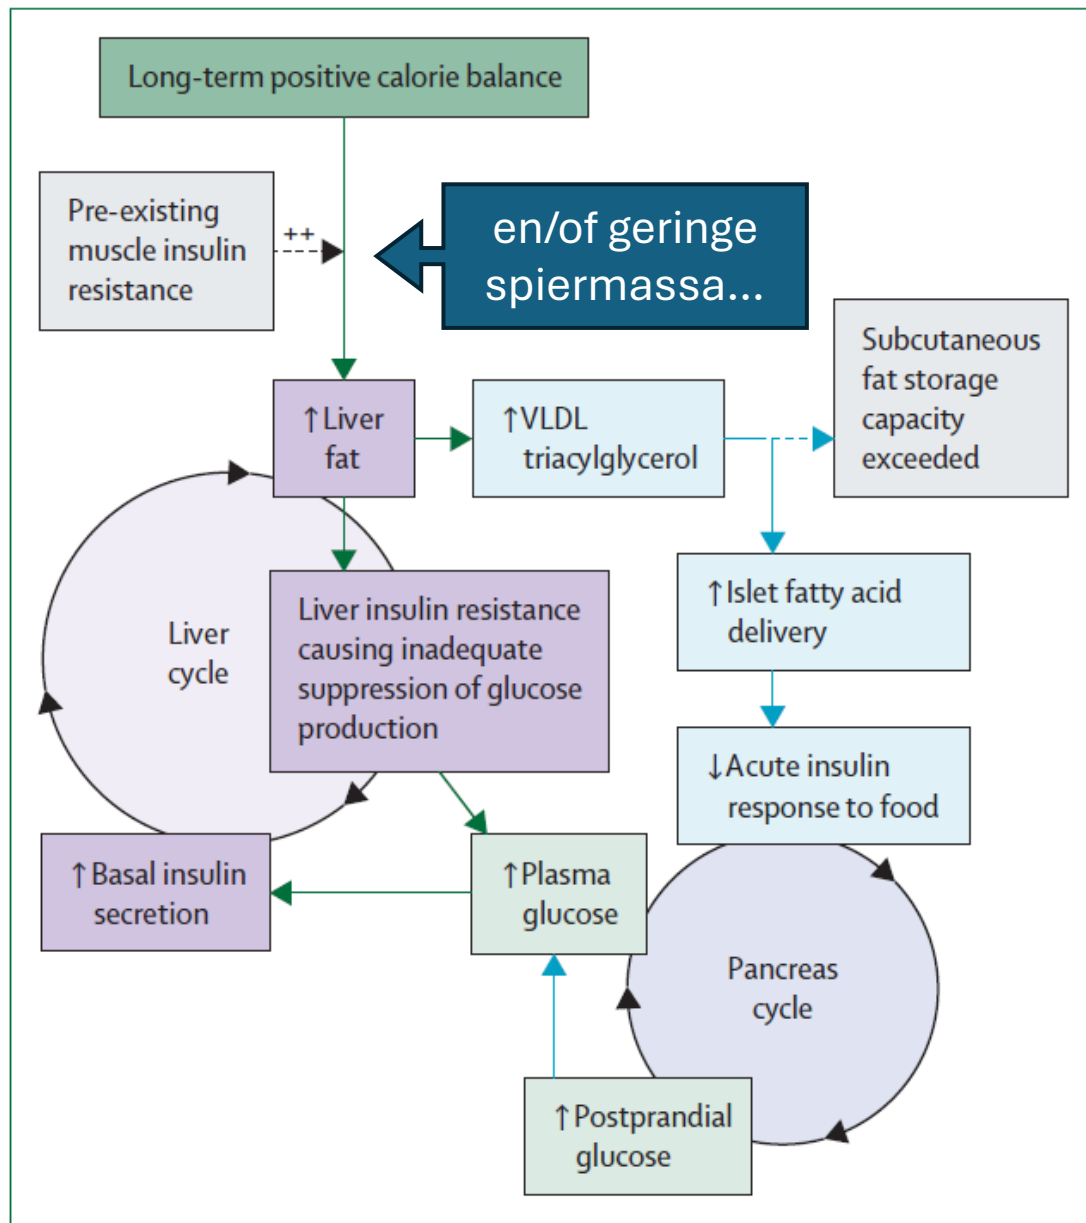 Long-term positive calorie balance
Pre-existing
muscle insulin
resistance
++
en/of geringe
spiermassa...
Subcutaneous
fat storage
capacity
exceeded
↑Liver
fat
↑VLDL
triacylglycerol
↑Islet fatty acid
delivery
Liver
cycle
Liver insulin resistance
causing inadequate
suppression of glucose
production
↓Acute insulin
response to food
↑Basal insulin
secretion
↑Plasma
glucose
Pancreas
cycle
↑Postprandial
glucose